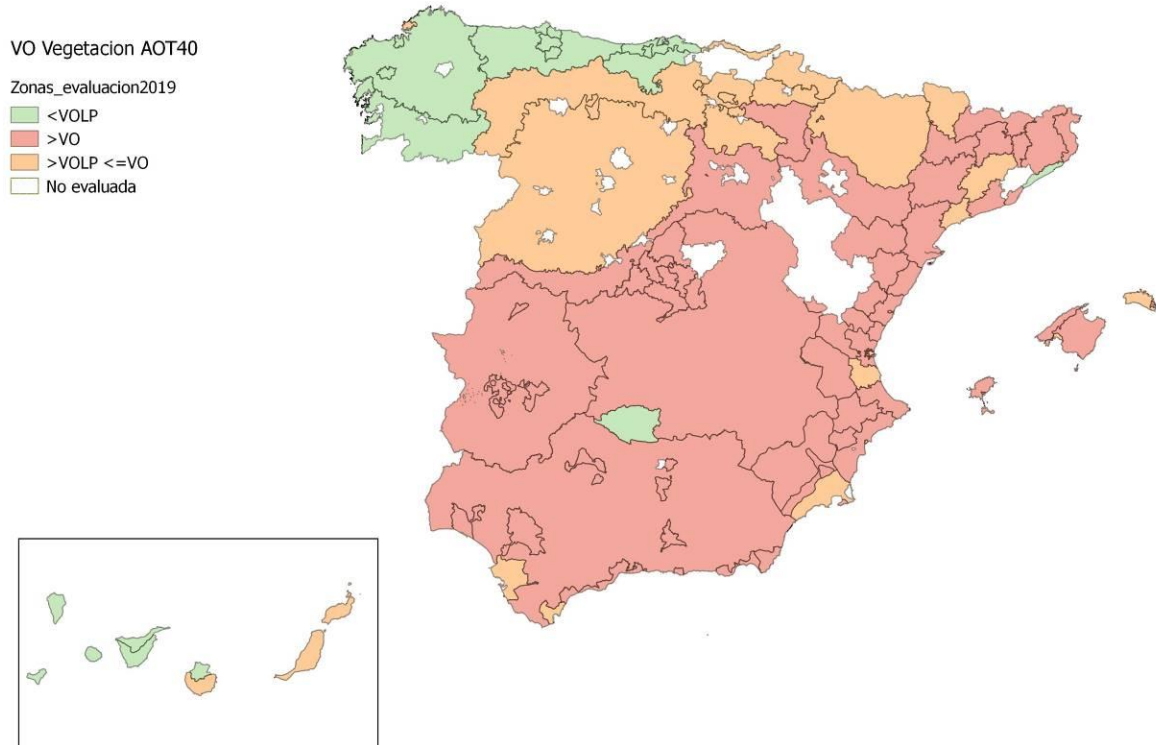 VO Vegetacion AOT40
Zonas_evaluacion2019
<VOLP
>VO
>VOLP <=VO
No evaluada